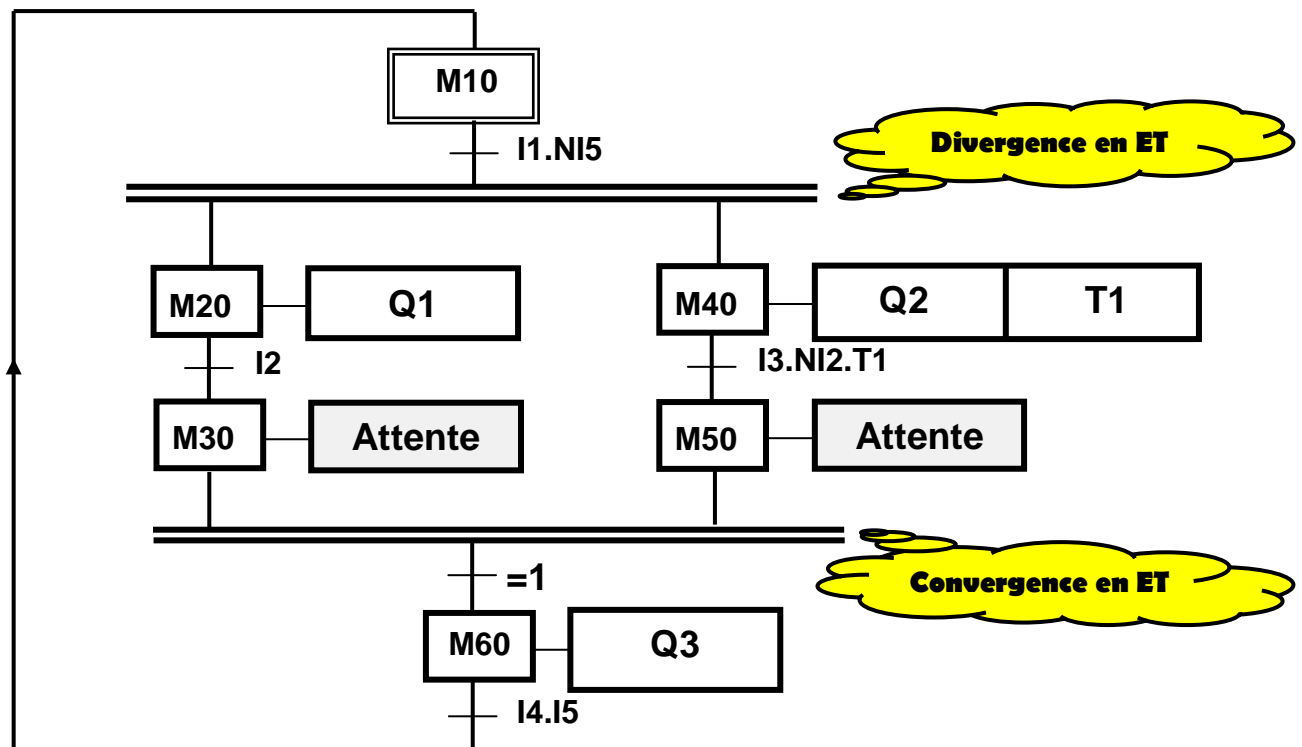 M10
I1.NI5
Divergence en ET
M20
Q1
M40
Q2
T1
I2
I3.NI2.T1
M30
Attente
M50
Attente
=1
Convergence en ET
M60
Q3
I4.I5